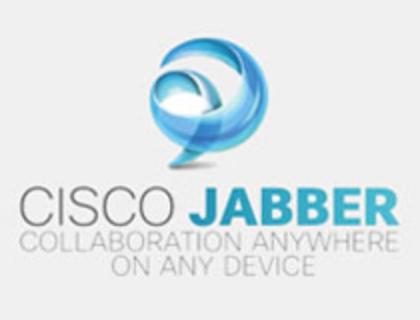 CISCO JABBER
COLLABORATION ANYWHERE
ON ANY DEVICE